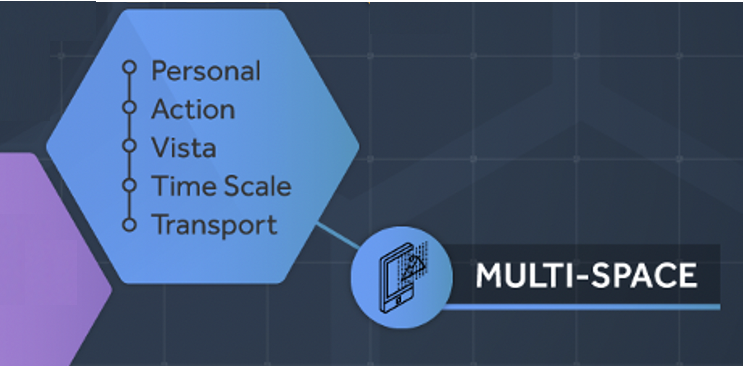 Personal
Action
Vista
Time Scale
Transport
MULTI-SPACE